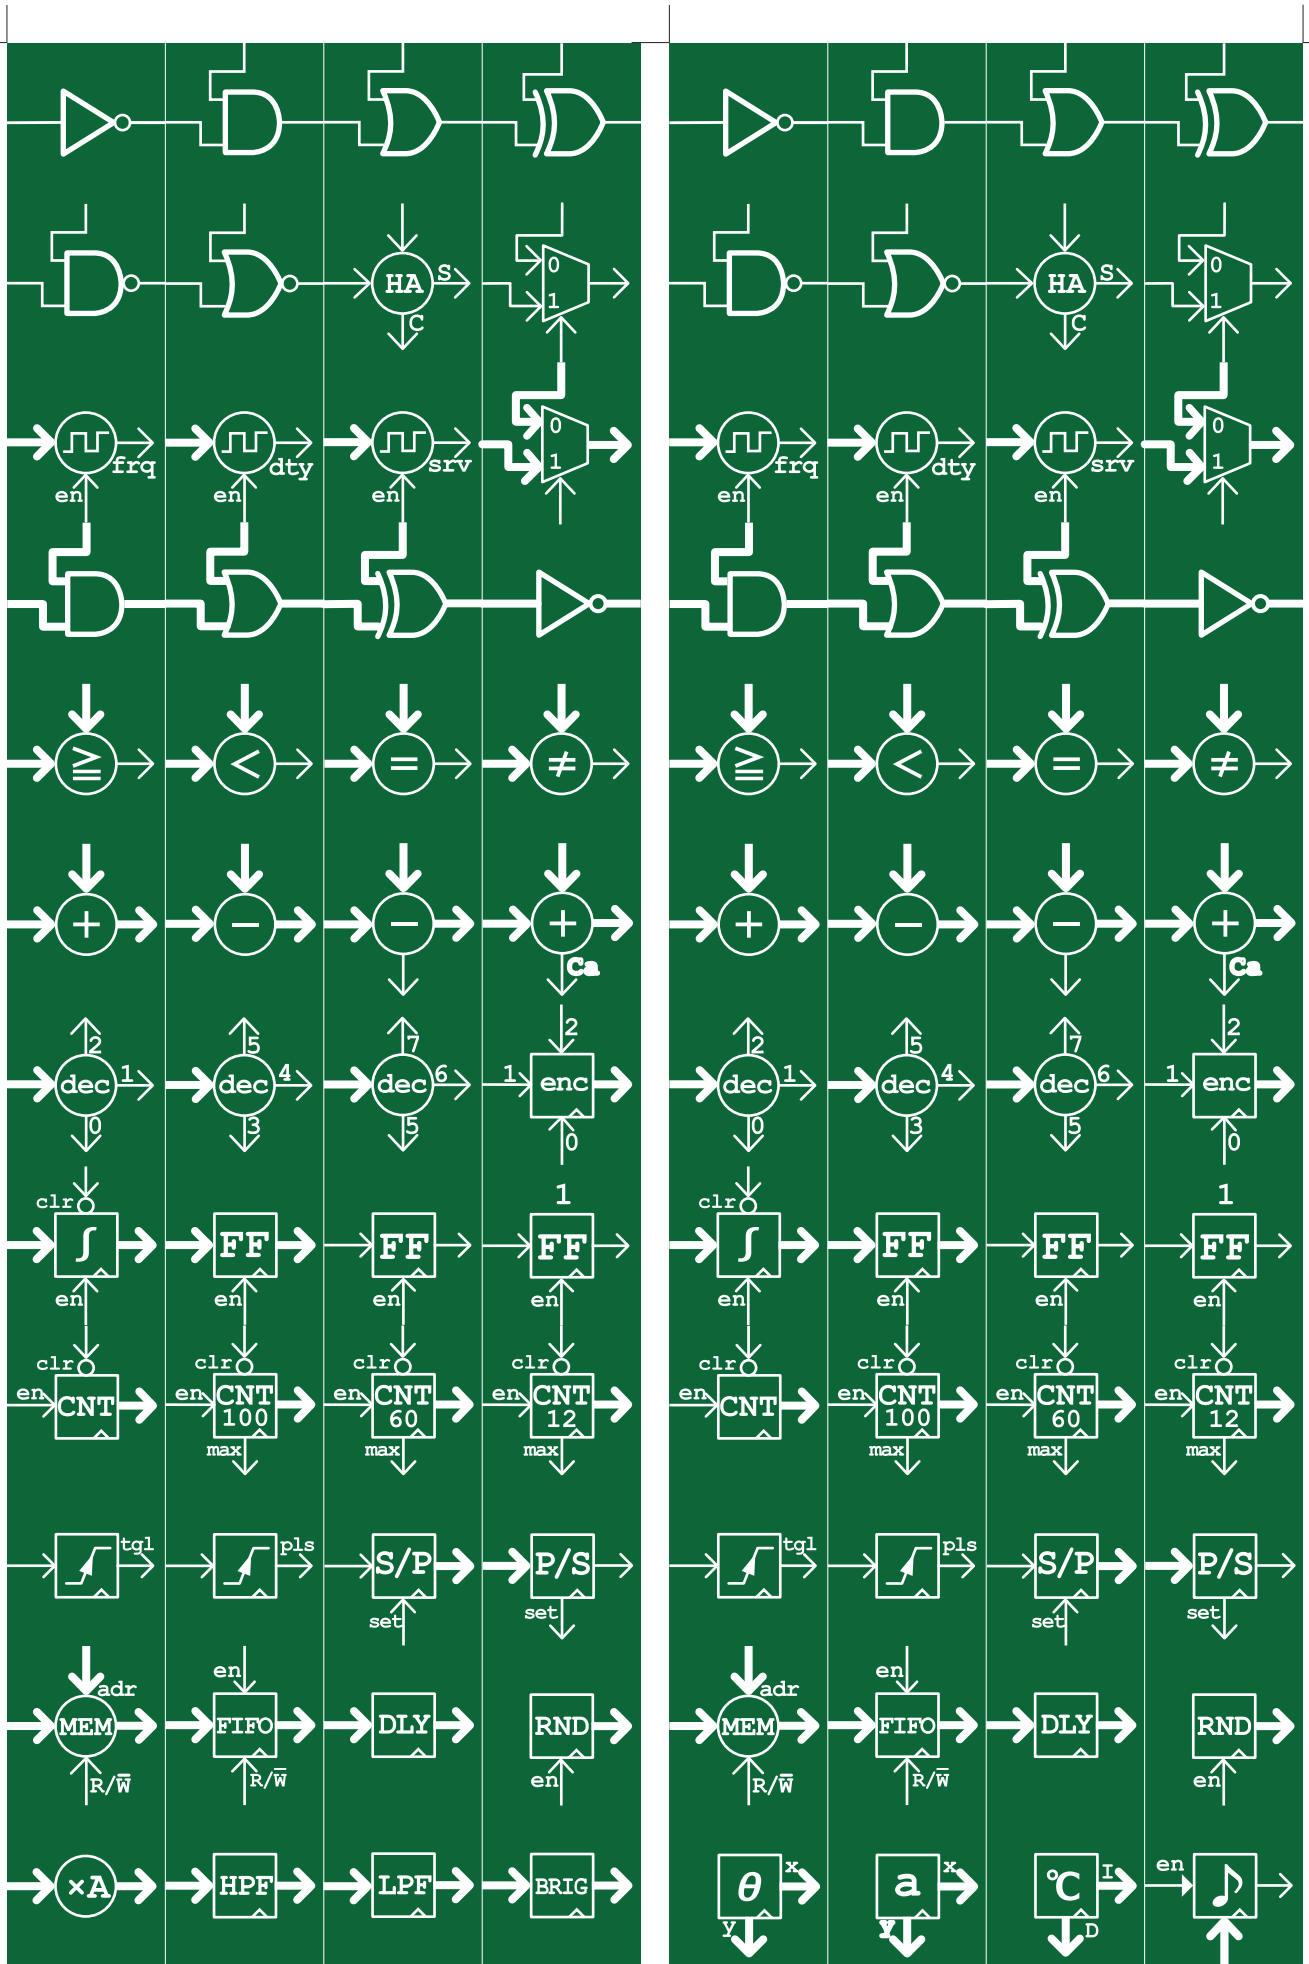 HA S HA S
C C
0 0
1 1
0 0
1 1
frq dty srv frq dty srv
en en en en en en
≧ < = ≠ ≧ < = ≠
+ − − + + − − +
Ca Ca
2 5 7 2 2 5 7 2
dec 1 dec 4 dec 6 1 enc dec 1 dec 4 dec 6 1 enc
0 3 5 0 0 3 5 0
clr 1 clr 1
∫ FF FF FF ∫ FF FF FF
en en en en en en en en
clr clr clr clr clr clr clr clr
en CNT en CNT en CNT en CNT en CNT en CNT en CNT en CNT
100 60 12 100 60 12
max max max max max max
tgl pls tgl pls
S/P P/S S/P P/S
set set set set
adr en adr en
MEM FIFO DLY RND MEM FIFO DLY RND
R/W̅ R/W̅ en R/W̅ R/W̅ en
x x I en
×A HPF LPF BRIG θ a ℃ ♪
y y D